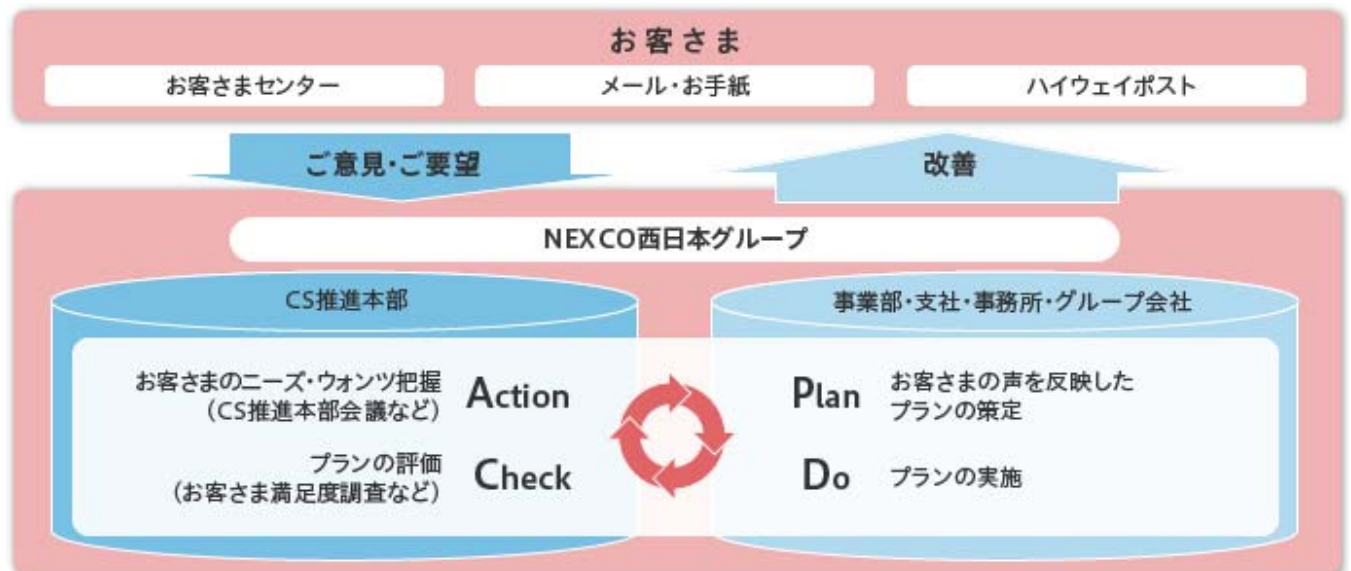 お客さま
お客さまセンター
メール・お手紙
ハイウェイポスト
ご意見・ご要望
改善
NEXCO西日本グループ
CS推進本部
事業部・支社・事務所・グループ会社
お客さまのニーズ・ウォンツ把握
(CS推進本部会議など)
Action
プランの評価
(お客さま満足度調査など)
Check
Plan
お客さまの声を反映した
プランの策定
Do
プランの実施